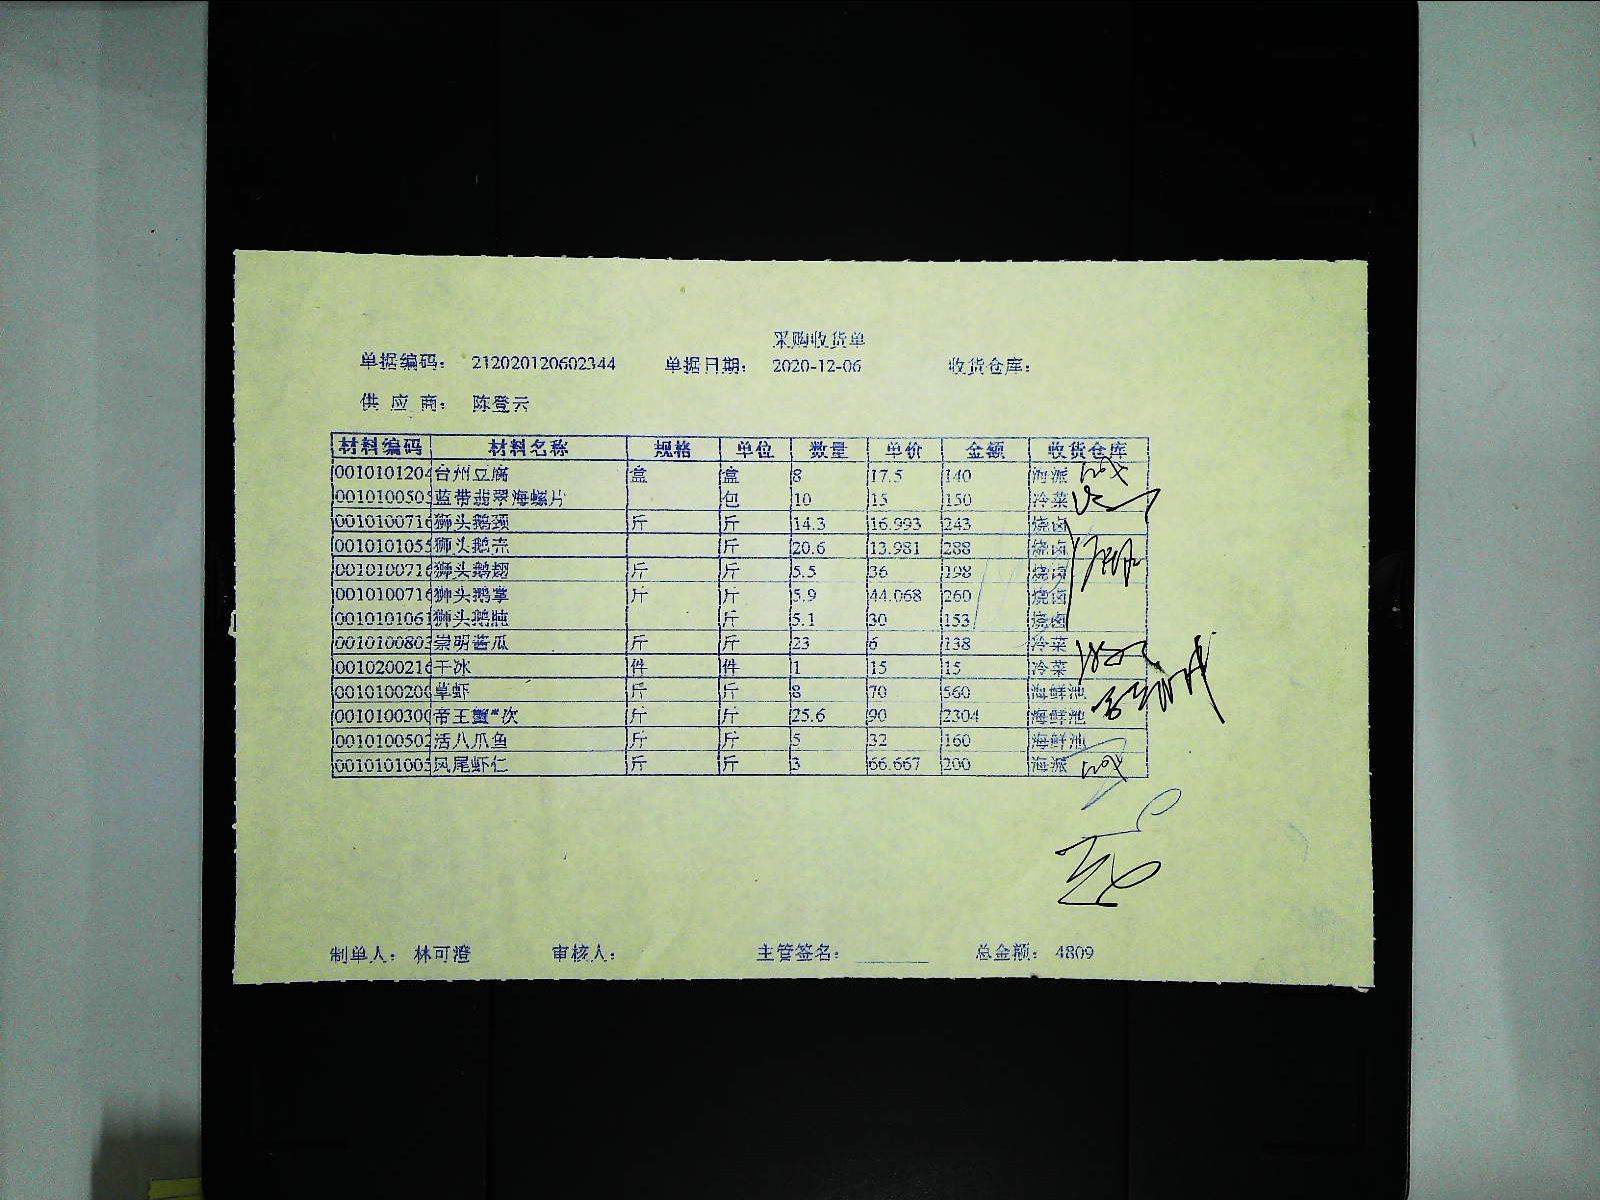 采购收货单
单据编码： 212020120602344 单据日期： 2020-12-06 收货仓库：
供 应 商： 陈登云
材料编码 材料名称 规格 单位 数量 单价 金额 收货仓库
0010101204 台州豆腐 盒 盒 8 17.5 140 海派
0010100505 蓝带翡翠海螺片 包 10 15 150 冷菜
0010100716 狮头鹅颈 斤 斤 14.3 16.993 243 烧卤
0010101055 狮头鹅壳 斤 20.6 13.981 288 烧卤
0010100716 狮头鹅翅 斤 斤 5.5 36 198 烧卤
0010100716 狮头鹅掌 斤 斤 5.9 44.068 260 烧卤
0010101061 狮头鹅肫 斤 5.1 30 153 烧卤
0010100803 崇明酱瓜 斤 斤 23 6 138 冷菜
0010200216 干冰 件 件 1 15 15 冷菜
0010100200 草虾 斤 斤 8 70 560 海鲜池
0010100300 帝王蟹*次 斤 斤 25.6 90 2304 海鲜池
0010100502 活八爪鱼 斤 斤 5 32 160 海鲜池
0010101005 凤尾虾仁 斤 斤 3 66.667 200 海派
制单人： 林可澄 审核人： 主管签名： 总金额： 4809